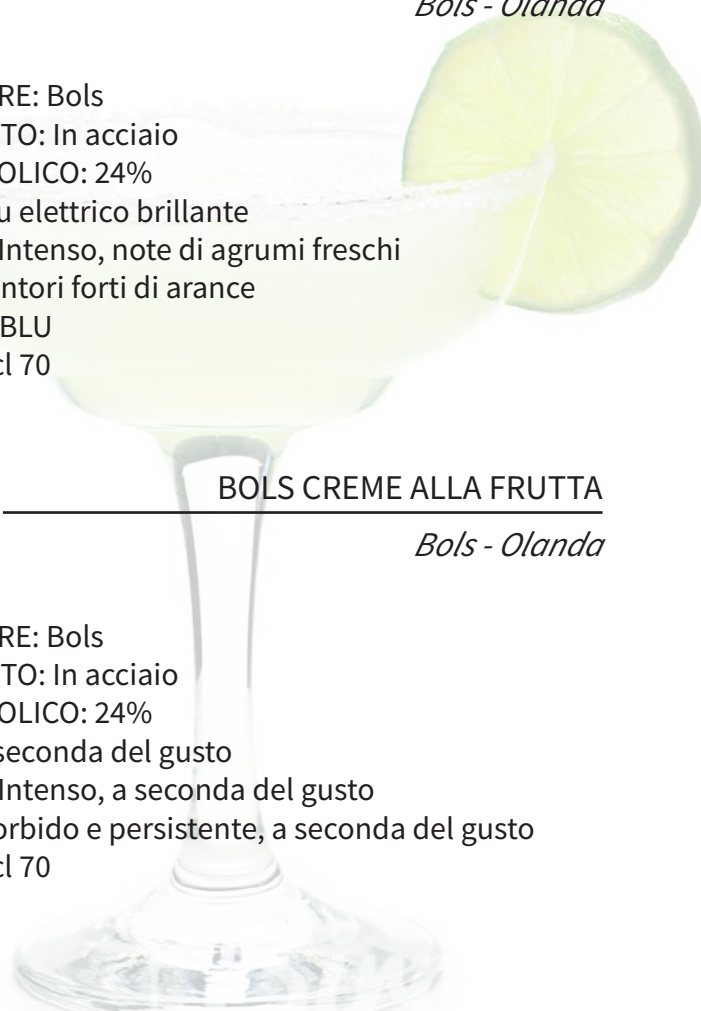 Bols - Olanda
RE: Bols
TO: In acciaio
OLICO: 24%
u elettrico brillante
Intenso, note di agrumi freschi
ntori forti di arance
BLU
cl 70
BOLS CREME ALLA FRUTTA
Bols - Olanda
RE: Bols
TO: In acciaio
OLICO: 24%
seconda del gusto
Intenso, a seconda del gusto
orbido e persistente, a seconda del gusto
cl 70